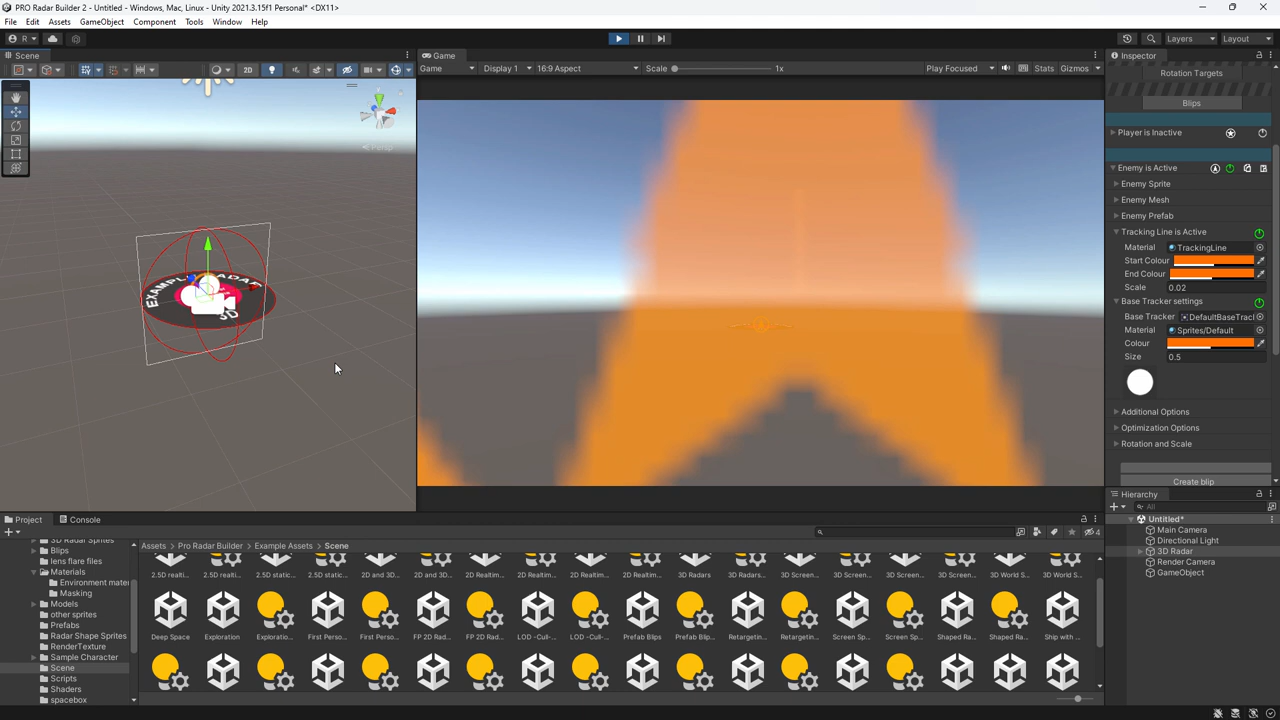 PRO Radar Builder 2 - Untitled - Windows, Mac, Linux - Unity 2021.3.15f1 Personal* <DX11>
File Edit Assets GameObject Component Tools Window Help
R
Layers
Layout
Scene
Game
Inspector
2D
Game
Display 1
16:9 Aspect
Scale
1x
Play Focused
Stats
Gizmos
Persp
EXAMPLE RADAR
3D
Rotation Targets
Blips
Player is Inactive
Enemy is Active
Enemy Sprite
Enemy Mesh
Enemy Prefab
Tracking Line is Active
Material TrackingLine
Start Colour
End Colour
Scale 0.02
Base Tracker settings
Base Tracker DefaultBaseTracl
Material Sprites/Default
Colour
Size 0.5
Additional Options
Optimization Options
Rotation and Scale
Create blip
Hierarchy
All
Untitled*
Main Camera
Directional Light
3D Radar
Render Camera
GameObject
Project
Console
4
3D Radar Sprites
Blips
lens flare files
Materials
Environment mater
Masking
Models
other sprites
Prefabs
Radar Shape Sprites
RenderTexture
Sample Character
Scene
Scripts
Shaders
spacebox
Assets Pro Radar Builder Example Assets Scene
2.5D realti... 2.5D realti... 2.5D static... 2.5D static... 2D and 3D... 2D and 3D... 2D Realtim... 2D Realtim... 2D Realtim... 2D Realtim... 3D Radars 3D Radars... 3D Screen... 3D Screen... 3D Screen... 3D Screen... 3D World S... 3D World S...
Deep Space Exploration Exploratio... First Perso... First Perso... FP 2D Rad... FP 2D Rad... LOD -Cull-... LOD -Cull-... Prefab Blips Prefab Blip... Retargetin... Retargetin... Screen Sp... Screen Sp... Shaped Ra... Shaped Ra... Ship with ...